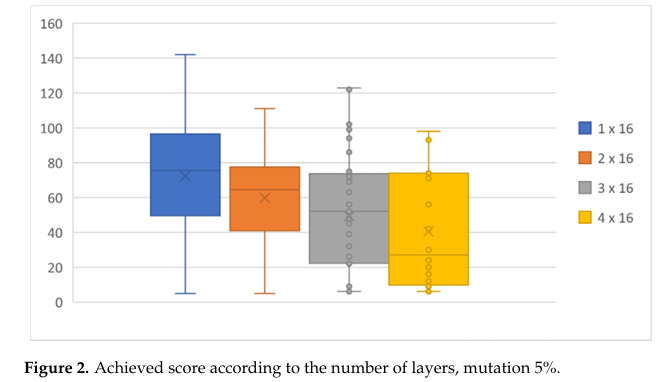 160
140
120
100
80
60
40
20
0
1 x 16
2 x 16
3 x 16
4 x 16
Figure 2. Achieved score according to the number of layers, mutation 5%.